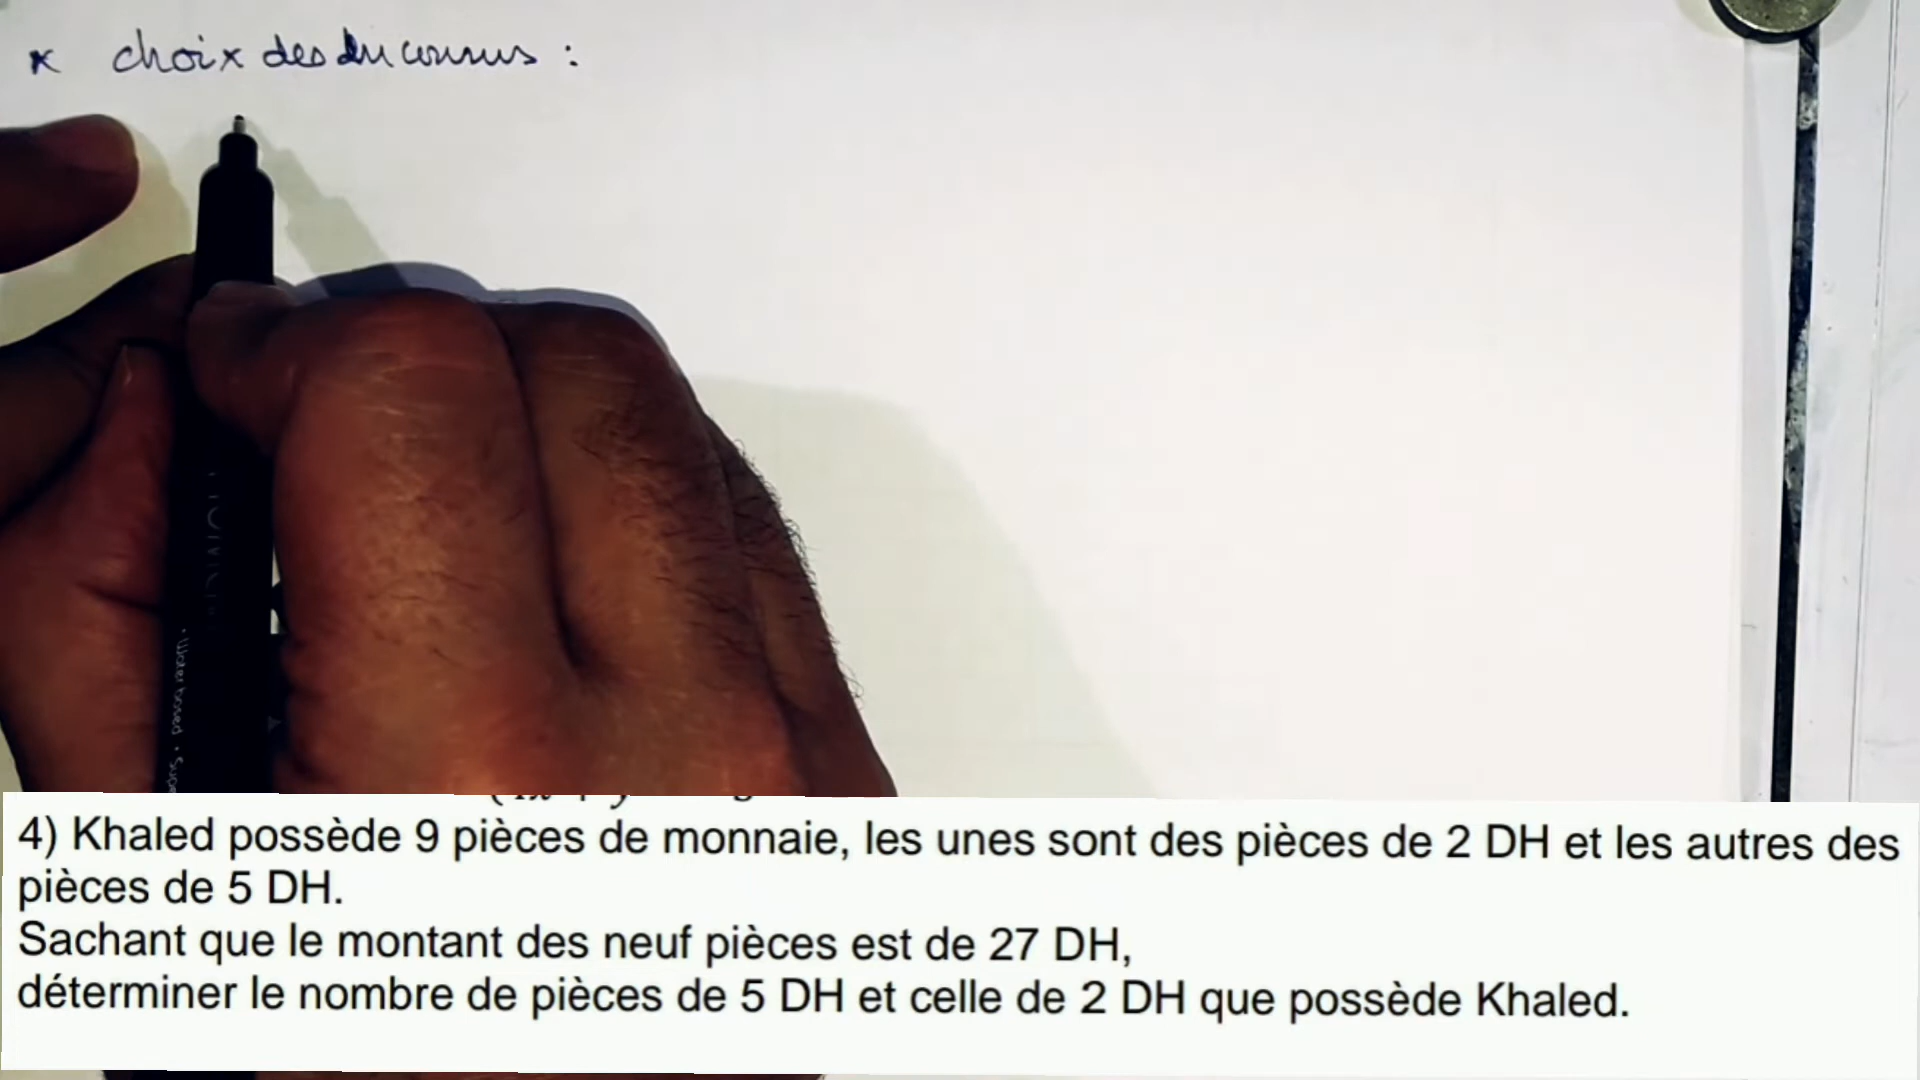 * choix des inconnus :
4) Khaled possède 9 pièces de monnaie, les unes sont des pièces de 2 DH et les autres des
pièces de 5 DH.
Sachant que le montant des neuf pièces est de 27 DH,
déterminer le nombre de pièces de 5 DH et celle de 2 DH que possède Khaled.